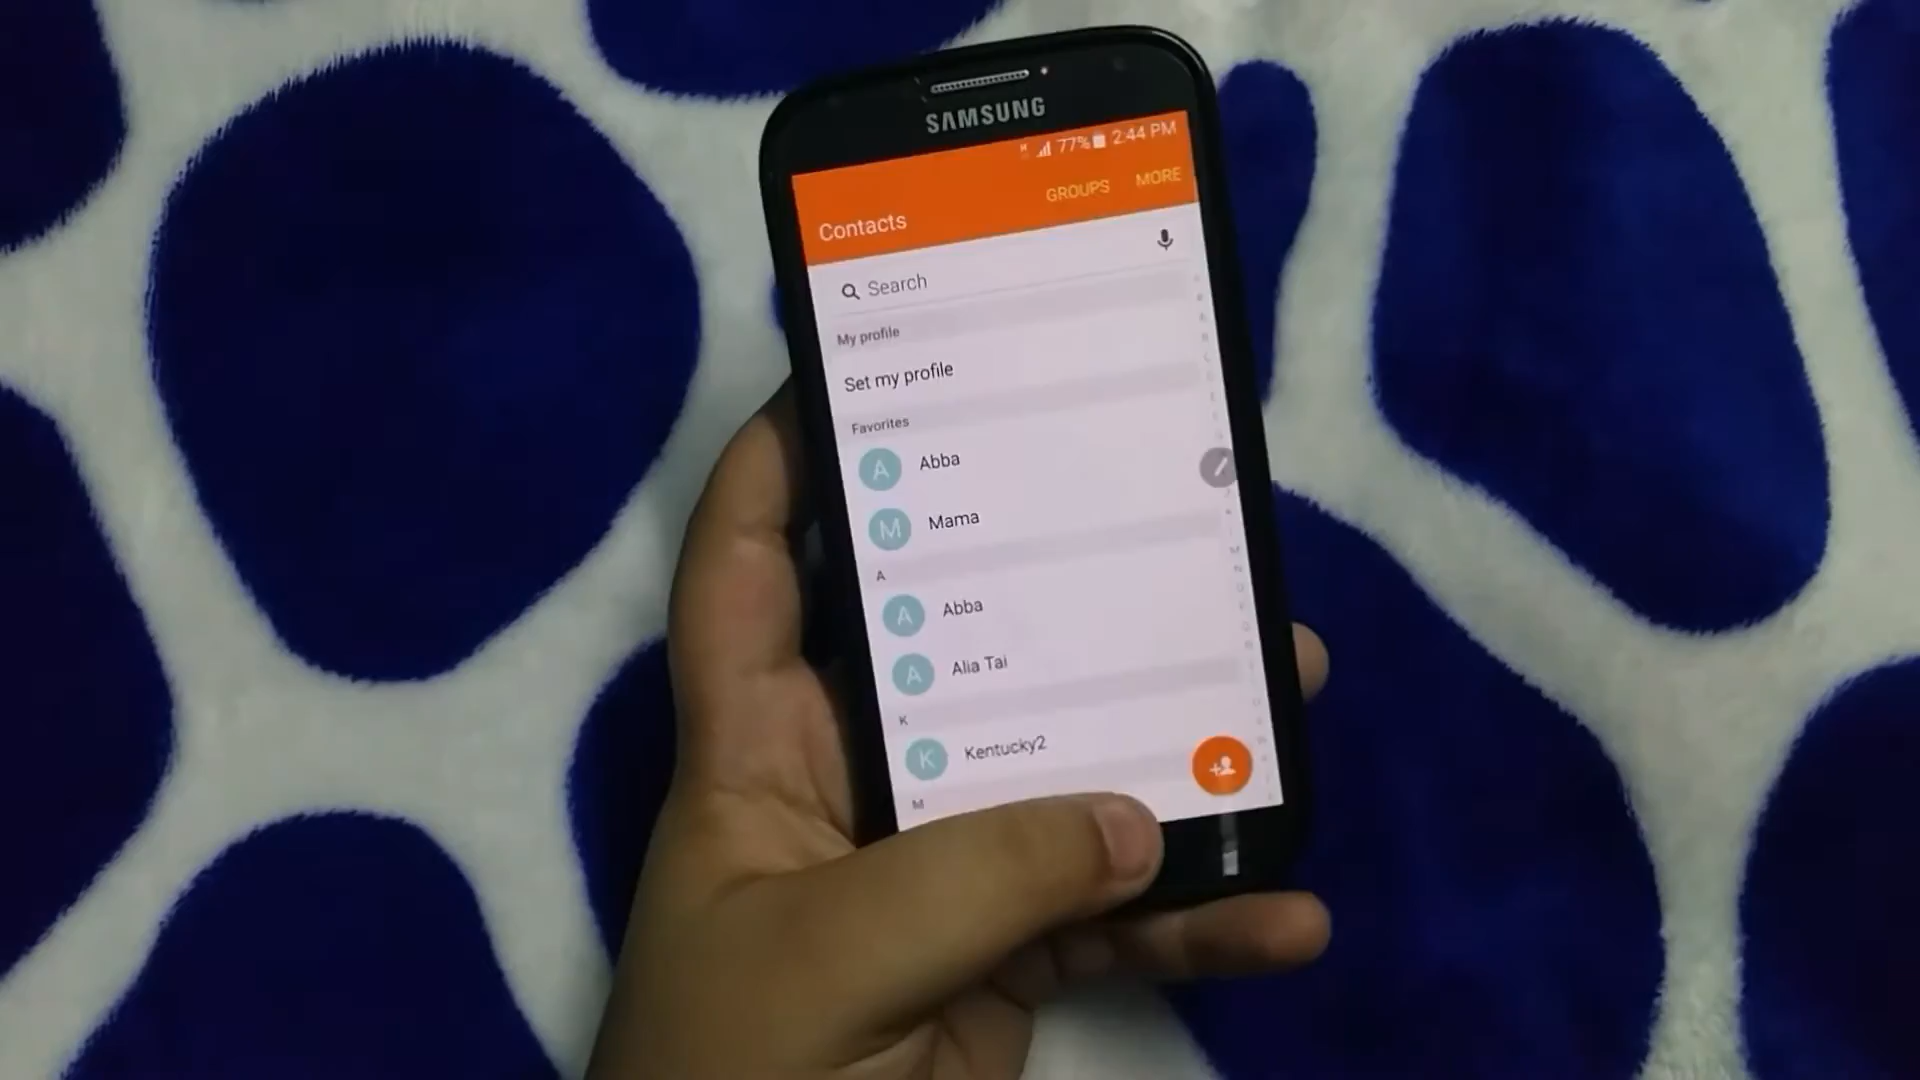 SAMSUNG
77% 2:44 PM
GROUPS MORE
Contacts
Search
My profile
Set my profile
Favorites
A Abba
M Mama
A
A Abba
A Alia Tai
K
K Kentucky2
M